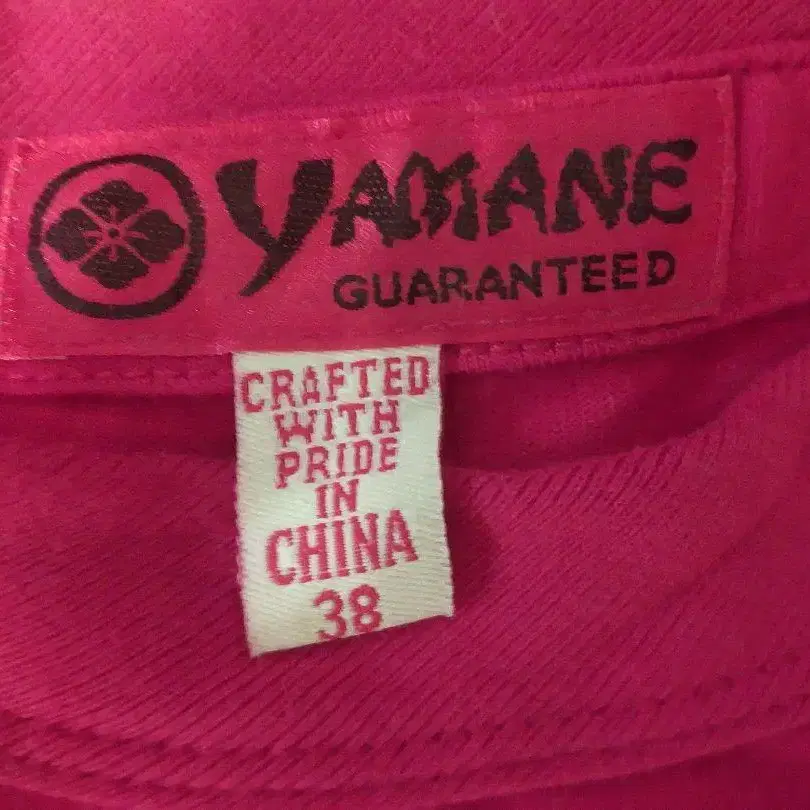 YAMANE
GUARANTEED
CRAFTED
WITH
PRIDE
IN
CHINA
38